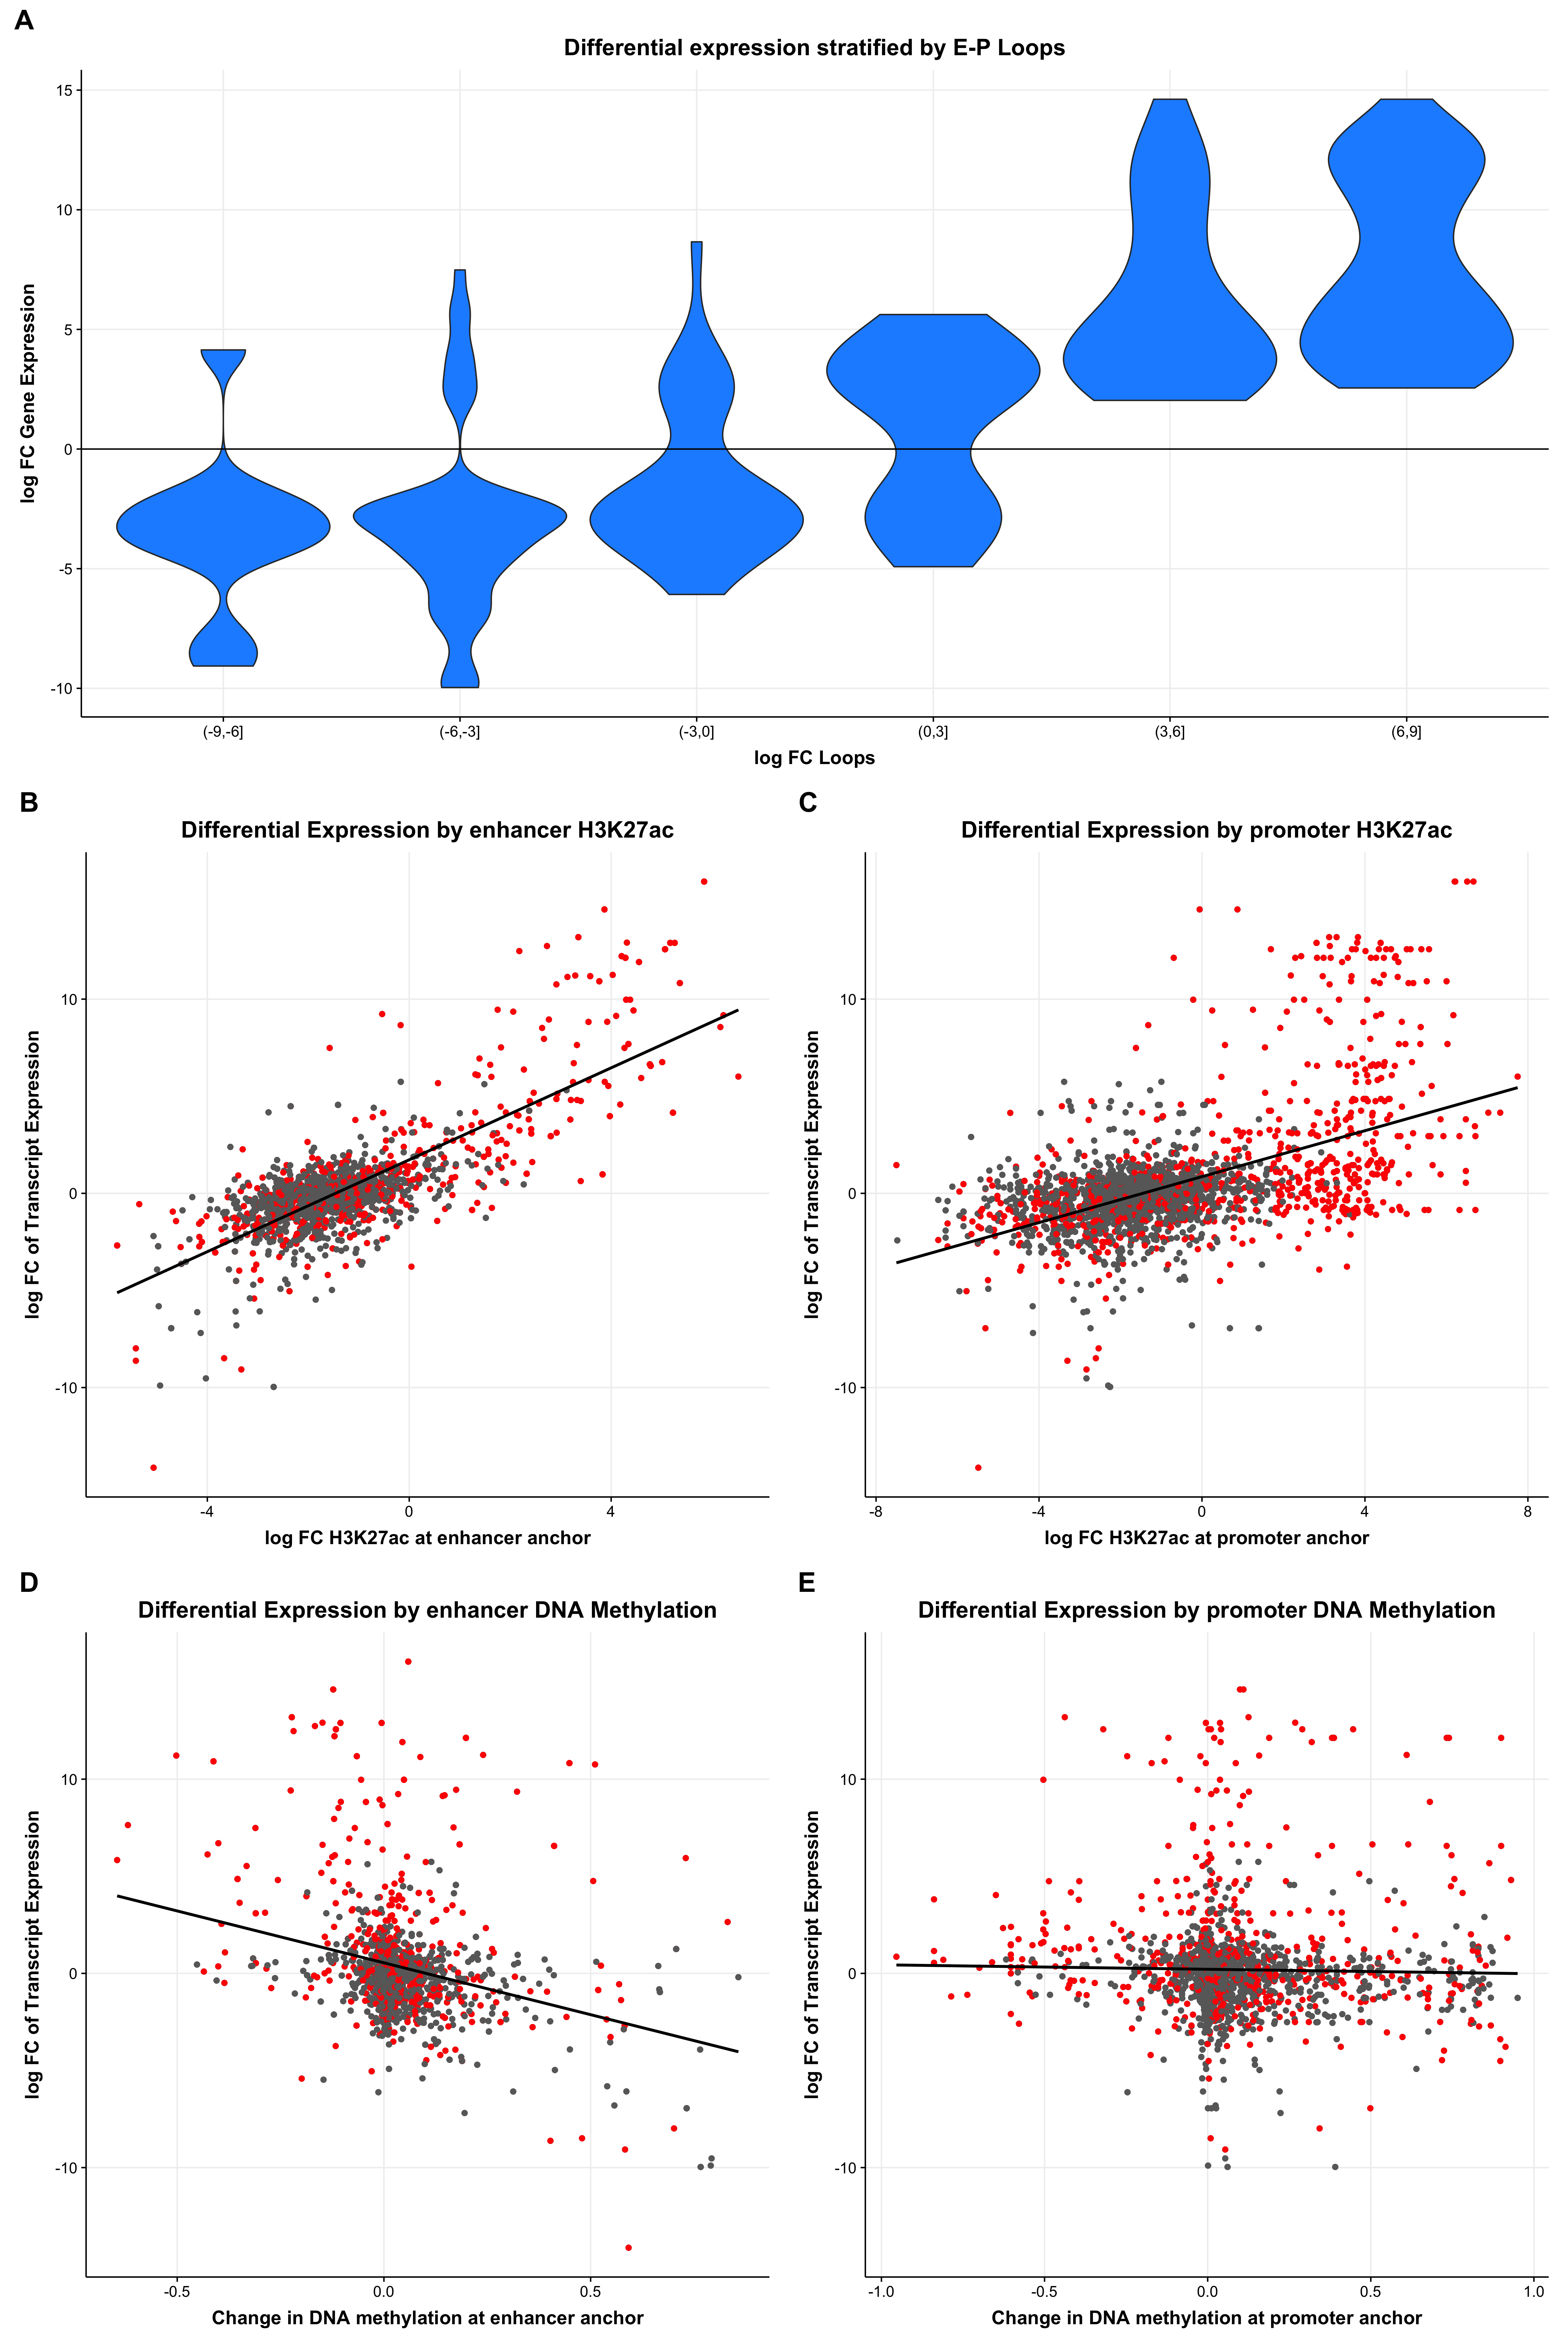 A
Differential expression stratified by E-P Loops
log FC Gene Expression
15
10
5
0
-5
-10
(-9,-6] (-6,-3] (-3,0] (0,3] (3,6] (6,9]
log FC Loops
B
Differential Expression by enhancer H3K27ac
log FC of Transcript Expression
10
0
-10
-4 0 4
log FC H3K27ac at enhancer anchor
C
Differential Expression by promoter H3K27ac
log FC of Transcript Expression
10
0
-10
-8 -4 0 4 8
log FC H3K27ac at promoter anchor
D
Differential Expression by enhancer DNA Methylation
log FC of Transcript Expression
10
0
-10
-0.5 0.0 0.5
Change in DNA methylation at enhancer anchor
E
Differential Expression by promoter DNA Methylation
log FC of Transcript Expression
10
0
-10
-1.0 -0.5 0.0 0.5 1.0
Change in DNA methylation at promoter anchor